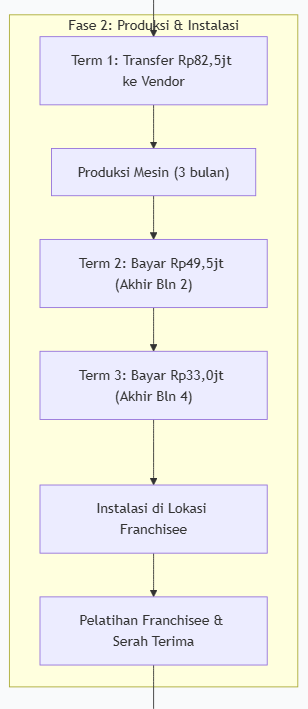 Fase 2: Produksi & Instalasi
Term 1: Transfer Rp82,5jt
ke Vendor
Produksi Mesin (3 bulan)
Term 2: Bayar Rp49,5jt
(Akhir Bln 2)
Term 3: Bayar Rp33,0jt
(Akhir Bln 4)
Instalasi di Lokasi
Franchisee
Pelatihan Franchisee &
Serah Terima